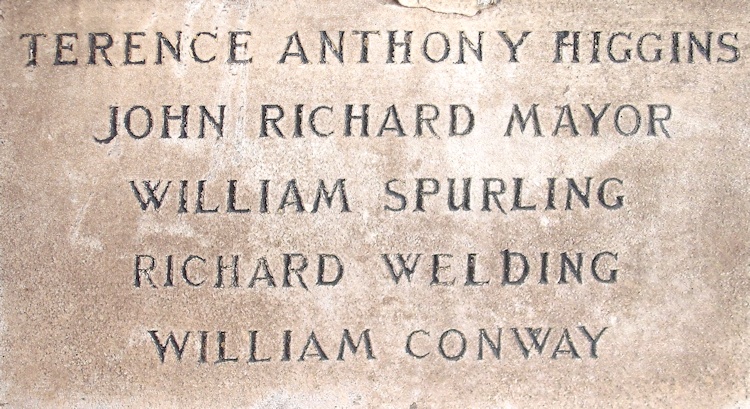 TERENCE ANTHONY HIGGINS
JOHN RICHARD MAYOR
WILLIAM SPURLING
RICHARD WELDING
WILLIAM CONWAY